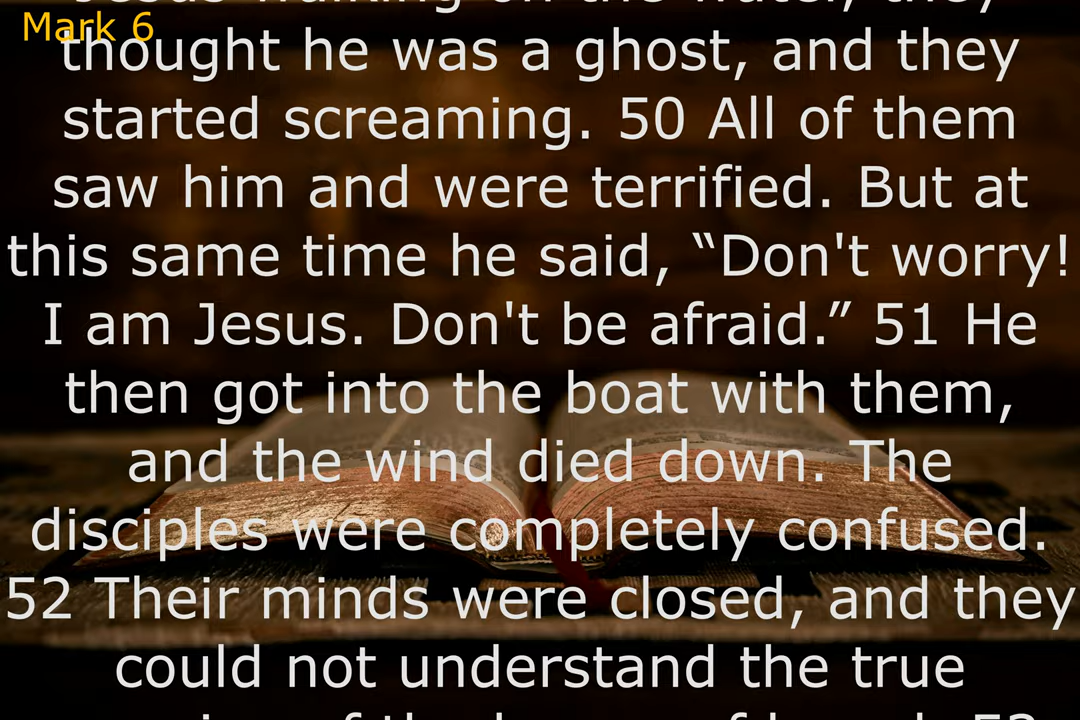 Mark 6
thought he was a ghost, and they
started screaming. 50 All of them
saw him and were terrified. But at
this same time he said, “Don't worry!
I am Jesus. Don't be afraid.” 51 He
then got into the boat with them,
and the wind died down. The
disciples were completely confused.
52 Their minds were closed, and they
could not understand the true